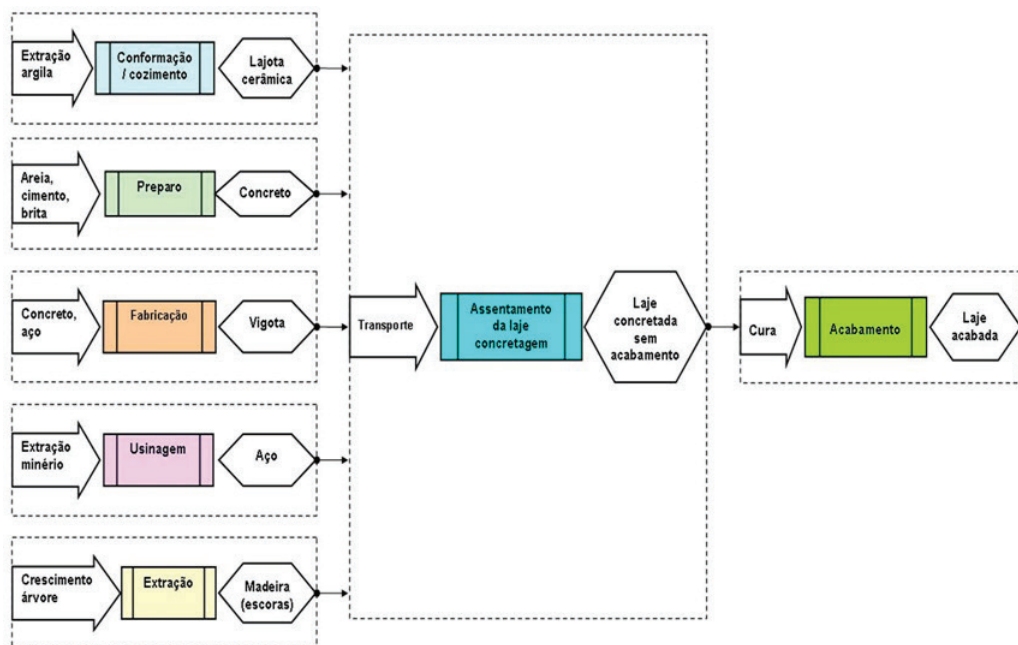 Extração
argila
Conformação
/ cozimento
Lajota
cerâmica
Areia,
cimento,
brita
Preparo
Concreto
Concreto,
aço
Fabricação
Vigota
Transporte
Assentamento
da laje
concretagem
Laje
concretada
sem
acabamento
Cura
Acabamento
Laje
acabada
Extração
minério
Usinagem
Aço
Crescimento
árvore
Extração
Madeira
(escoras)